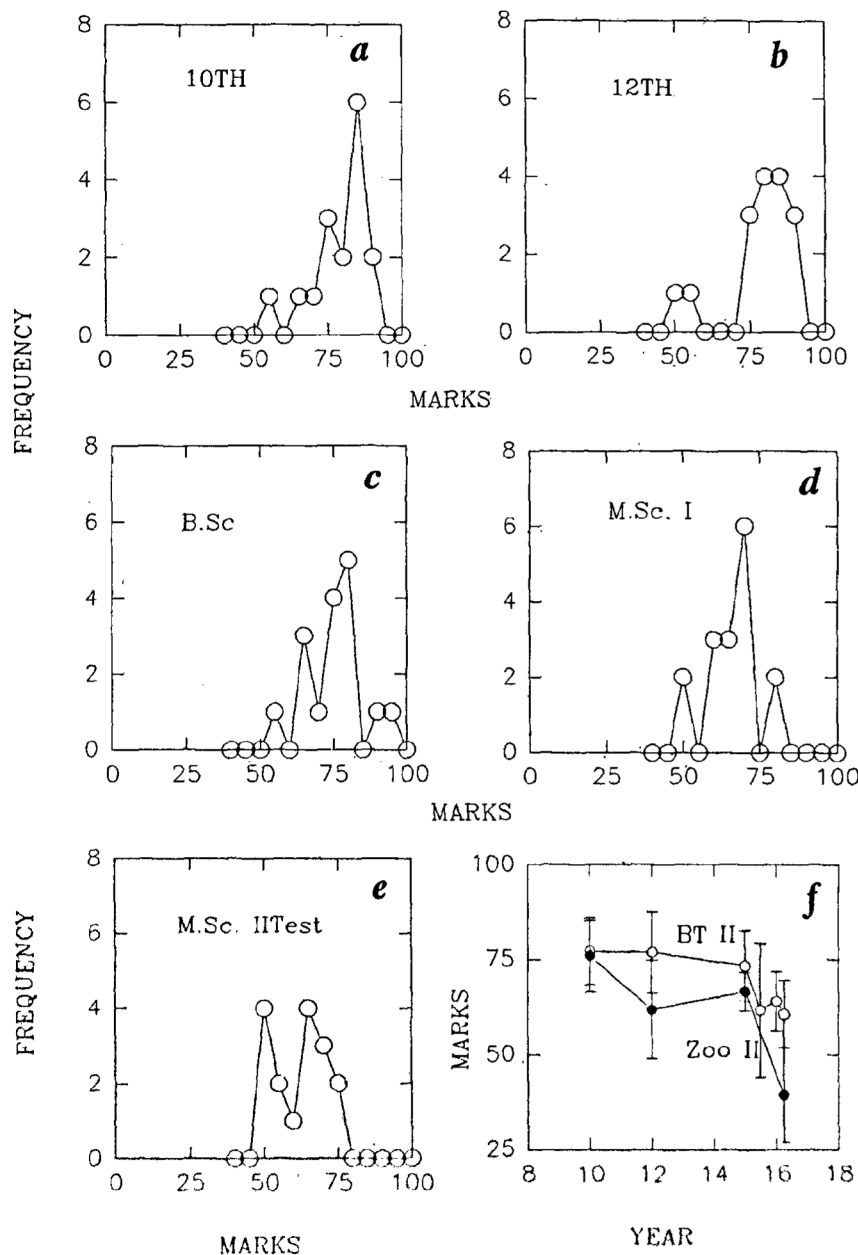 8
6
4
2
0
10TH
a
0 25 50 75 100
8
6
4
2
0
12TH
b
0 25 50 75 100
FREQUENCY
MARKS
8
6
4
2
0
B.Sc
c
0 25 50 75 100
8
6
4
2
0
M.Sc. I
d
0 25 50 75 100
MARKS
FREQUENCY
8
6
4
2
0
M.Sc. IITest
e
0 25 50 75 100
MARKS
MARKS
100
75
50
25
f
BT II
Zoo II
8 10 12 14 16 18
YEAR